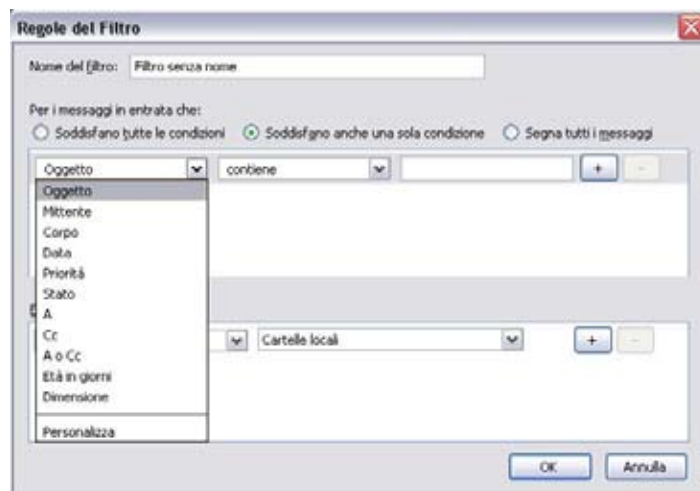 Regole del Filtro
Nome del filtro: Filtro senza nome
Per i messaggi in entrata che:
Soddisfano tutte le condizioni Soddisfano anche una sola condizione Segna tutti i messaggi
Oggetto contiene + -
Oggetto
Mittente
Corpo
Data
Priorità
Stato
A
Cc
Cartelle locali + -
A o Cc
Età in giorni
Dimensione
Personalizza
OK Annulla